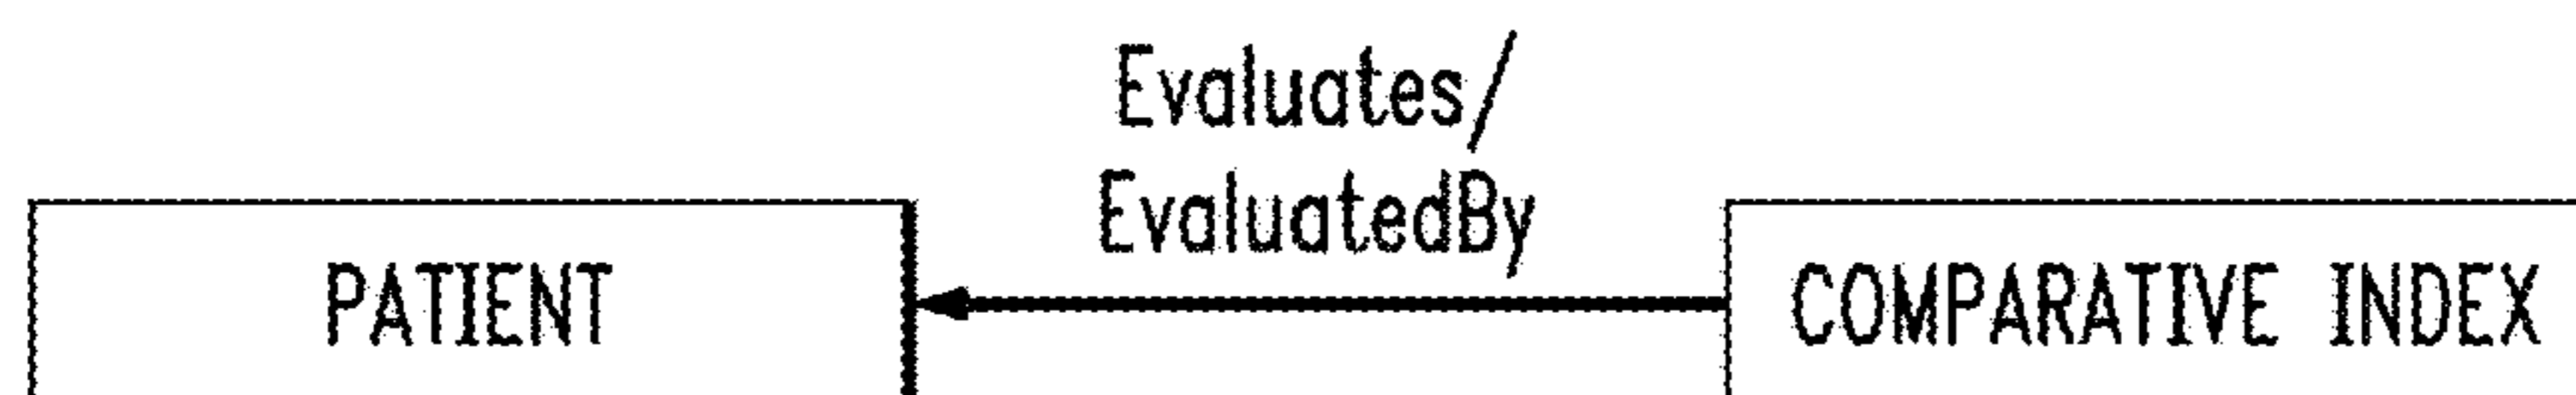 Evaluates/
EvaluatedBy
PATIENT
COMPARATIVE INDEX